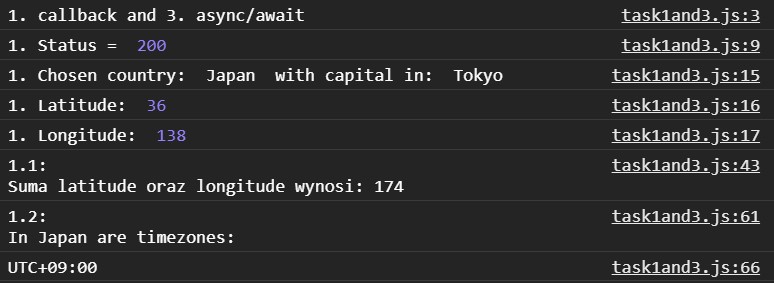 1. callback and 3. async/await task1and3.js:3
1. Status =  200 task1and3.js:9
1. Chosen country:  Japan  with capital in:  Tokyo task1and3.js:15
1. Latitude:  36 task1and3.js:16
1. Longitude:  138 task1and3.js:17
1.1: task1and3.js:43
Suma latitude oraz longitude wynosi: 174
1.2: task1and3.js:61
In Japan are timezones:
UTC+09:00 task1and3.js:66